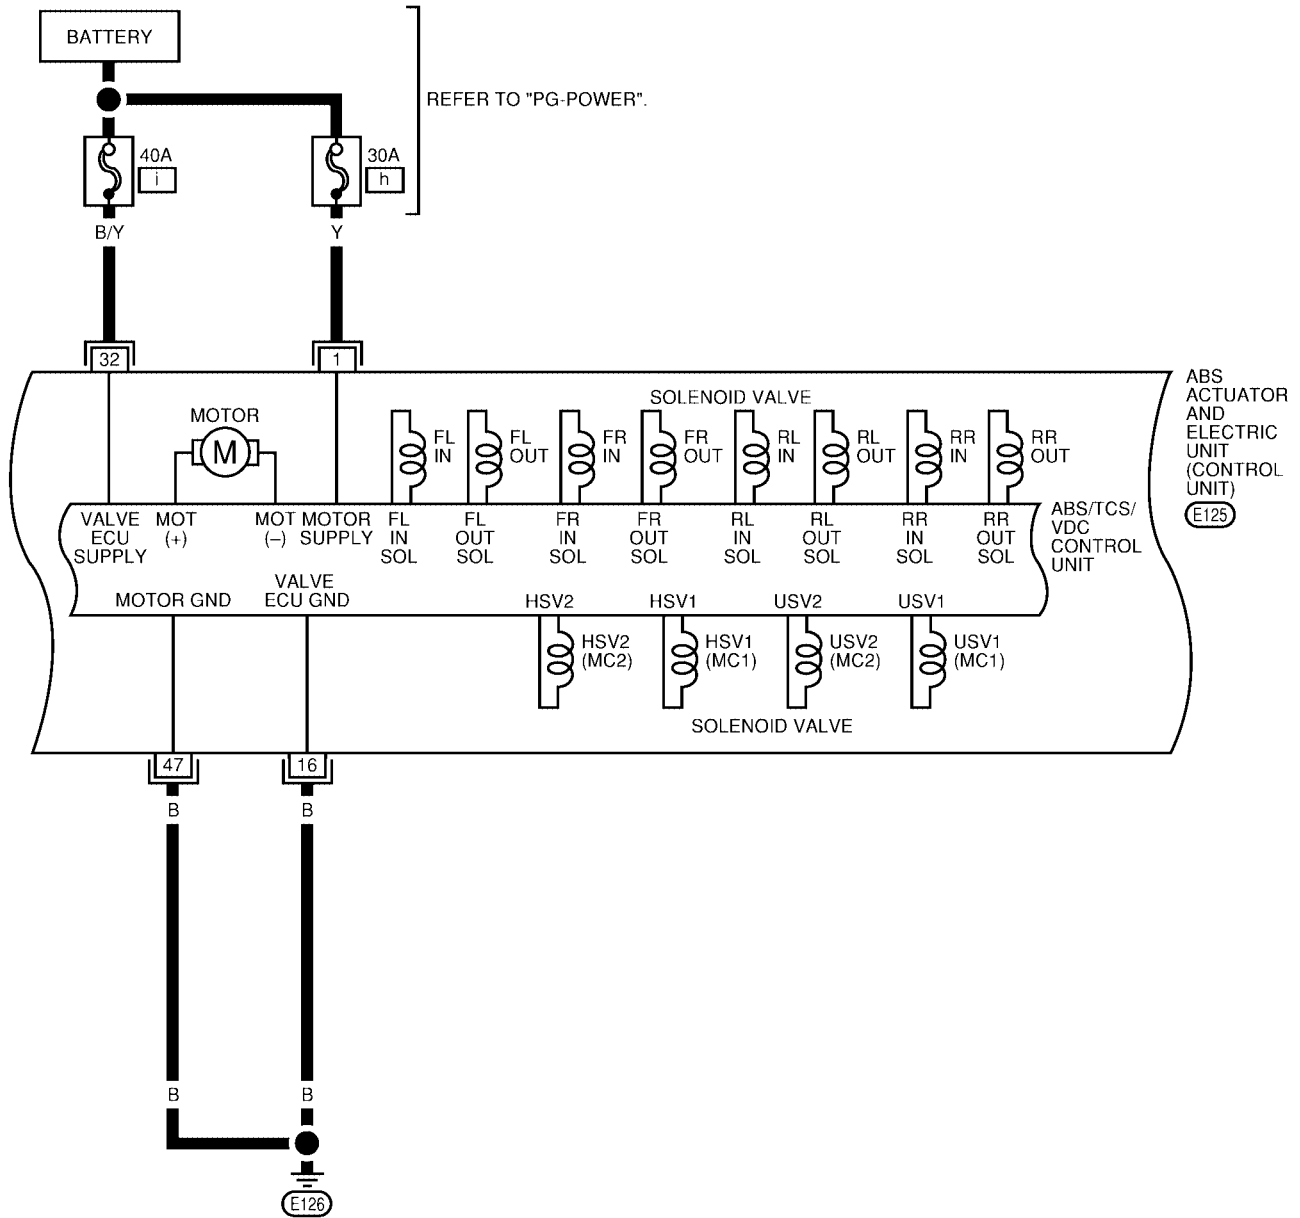 BATTERY
REFER TO "PG-POWER".
40A
i
30A
h
B/Y
Y
32
1
ABS
ACTUATOR
AND
ELECTRIC
UNIT
(CONTROL
UNIT)
E125
SOLENOID VALVE
MOTOR
M
FL
IN
FL
OUT
FR
IN
FR
OUT
RL
IN
RL
OUT
RR
IN
RR
OUT
VALVE
ECU
SUPPLY
MOT
(+)
MOT
(–)
MOTOR
SUPPLY
FL
IN
SOL
FL
OUT
SOL
FR
IN
SOL
FR
OUT
SOL
RL
IN
SOL
RL
OUT
SOL
RR
IN
SOL
RR
OUT
SOL
ABS/TCS/
VDC
CONTROL
UNIT
MOTOR GND
VALVE
ECU GND
HSV2
HSV1
USV2
USV1
HSV2
(MC2)
HSV1
(MC1)
USV2
(MC2)
USV1
(MC1)
SOLENOID VALVE
47
16
B
B
B
B
E126